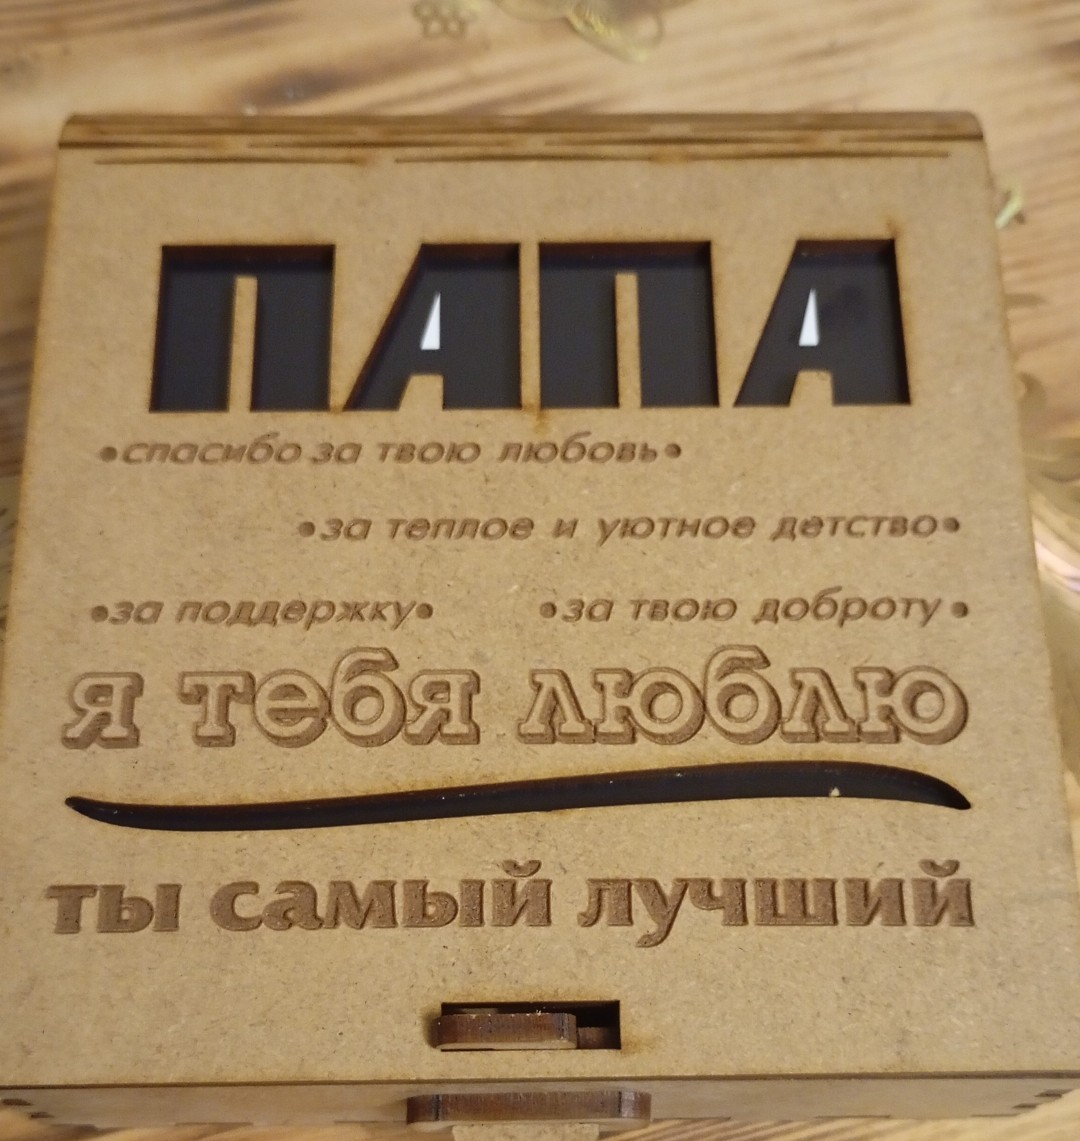 ПАПА
•спасибо за твою любовь•
•за теплое и уютное детство•
•за поддержку• •за твою доброту•
я тебя люблю
ты самый лучший